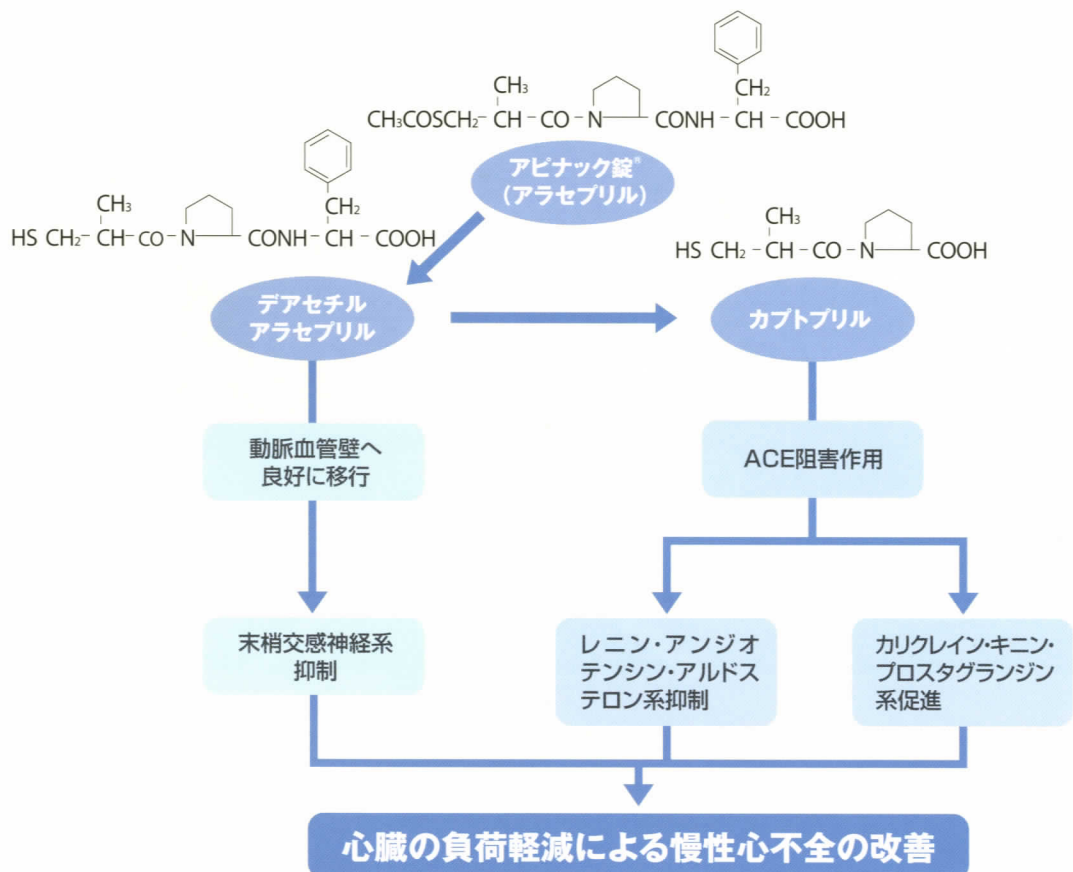 CH₂
CH₃
CH₃COSCH₂-CH-CO-N CONH-CH-COOH
アピナック錠®
(アラセプリル)
CH₃
CH₂
HS CH₂-CH-CO-N CONH-CH-COOH
デアセチル
アラセプリル
CH₃
HS CH₂-CH-CO-N COOH
カプトプリル
動脈血管壁へ
良好に移行
ACE阻害作用
末梢交感神経系
抑制
レニン・アンジオ
テンシン・アルドス
テロン系抑制
カリクレイン・キニン・
プロスタグランジン
系促進
心臓の負荷軽減による慢性心不全の改善